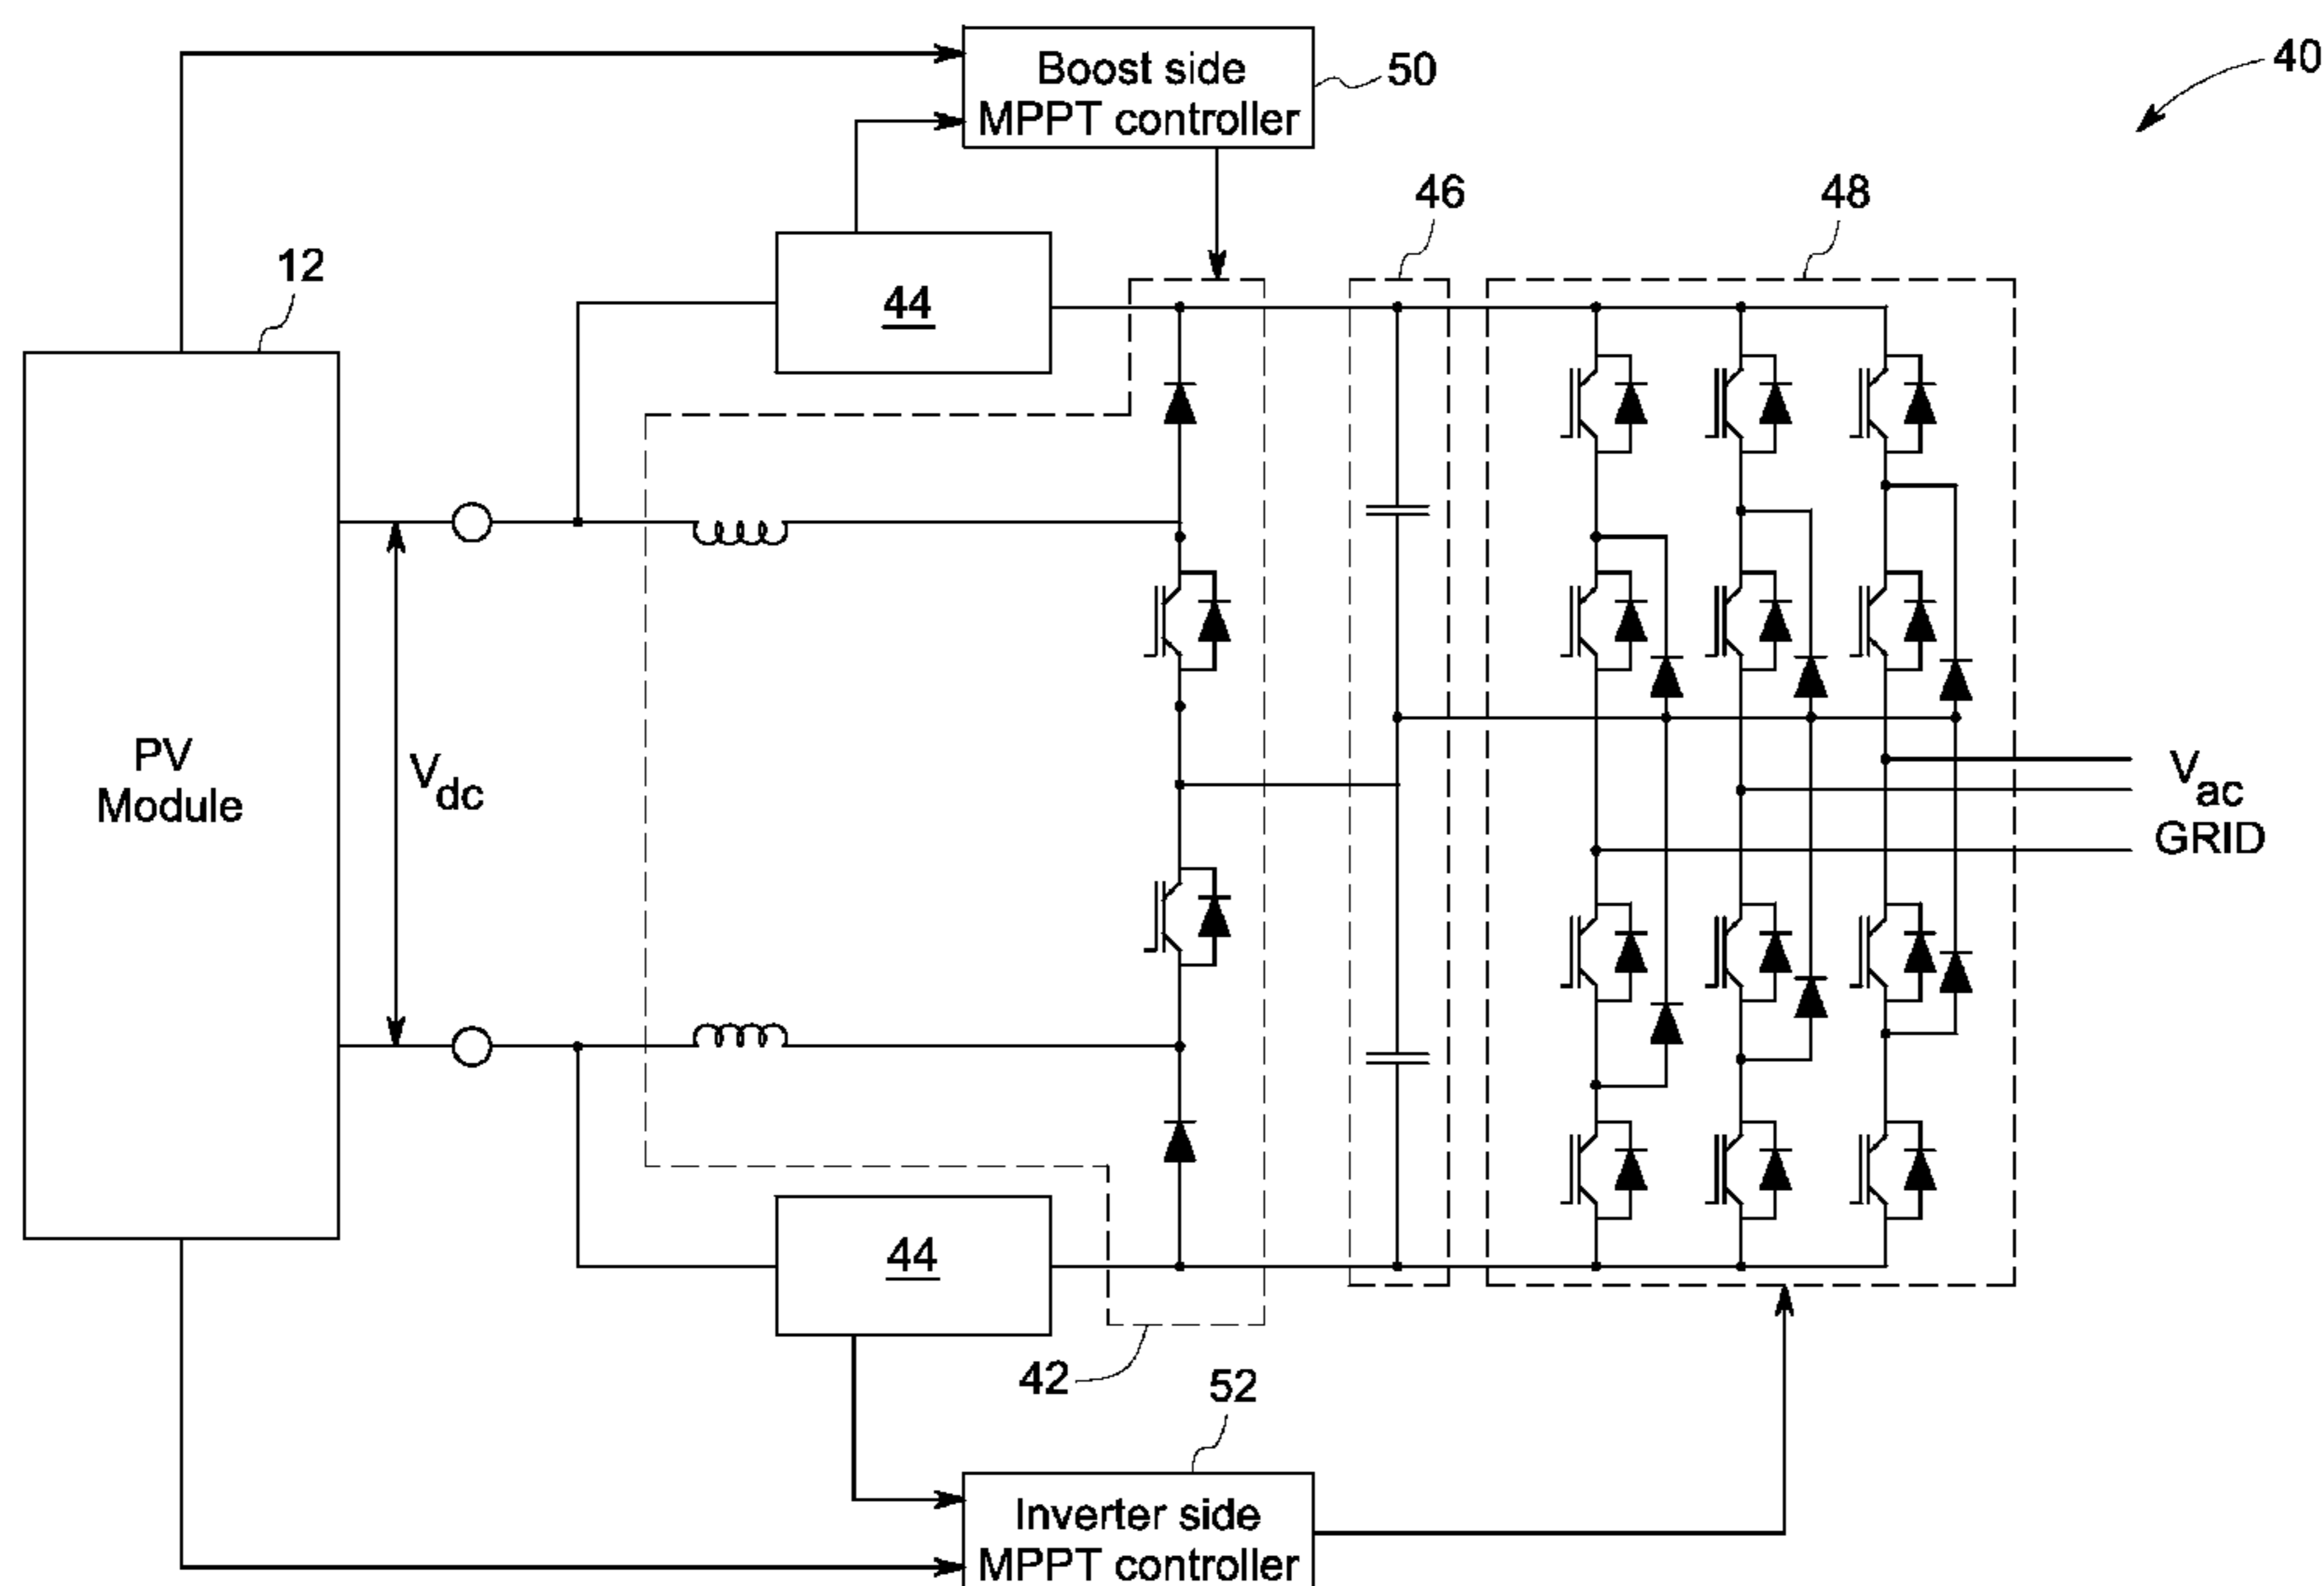 Boost side
MPPT controller
50
40
46
48
12
44
PV
Module
Vdc
Vac
GRID
44
42
52
Inverter side
MPPT controller